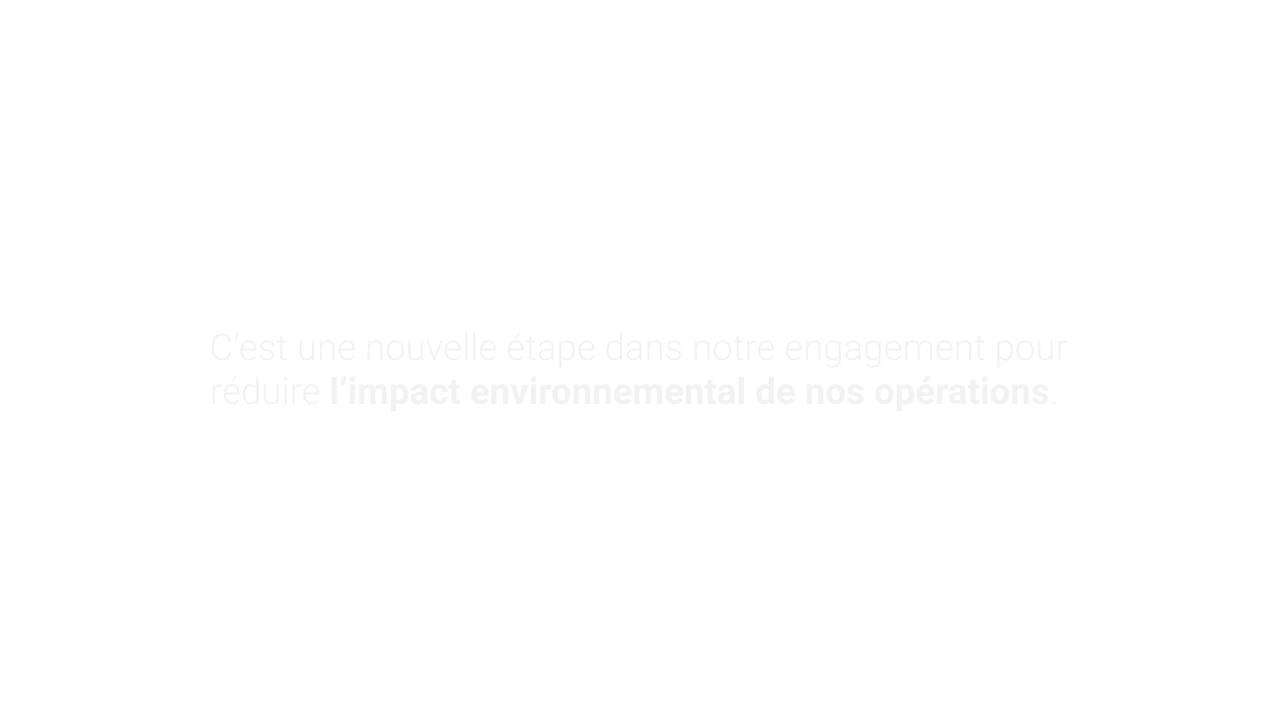 C’est une nouvelle étape dans notre engagement pour
réduire l’impact environnemental de nos opérations.